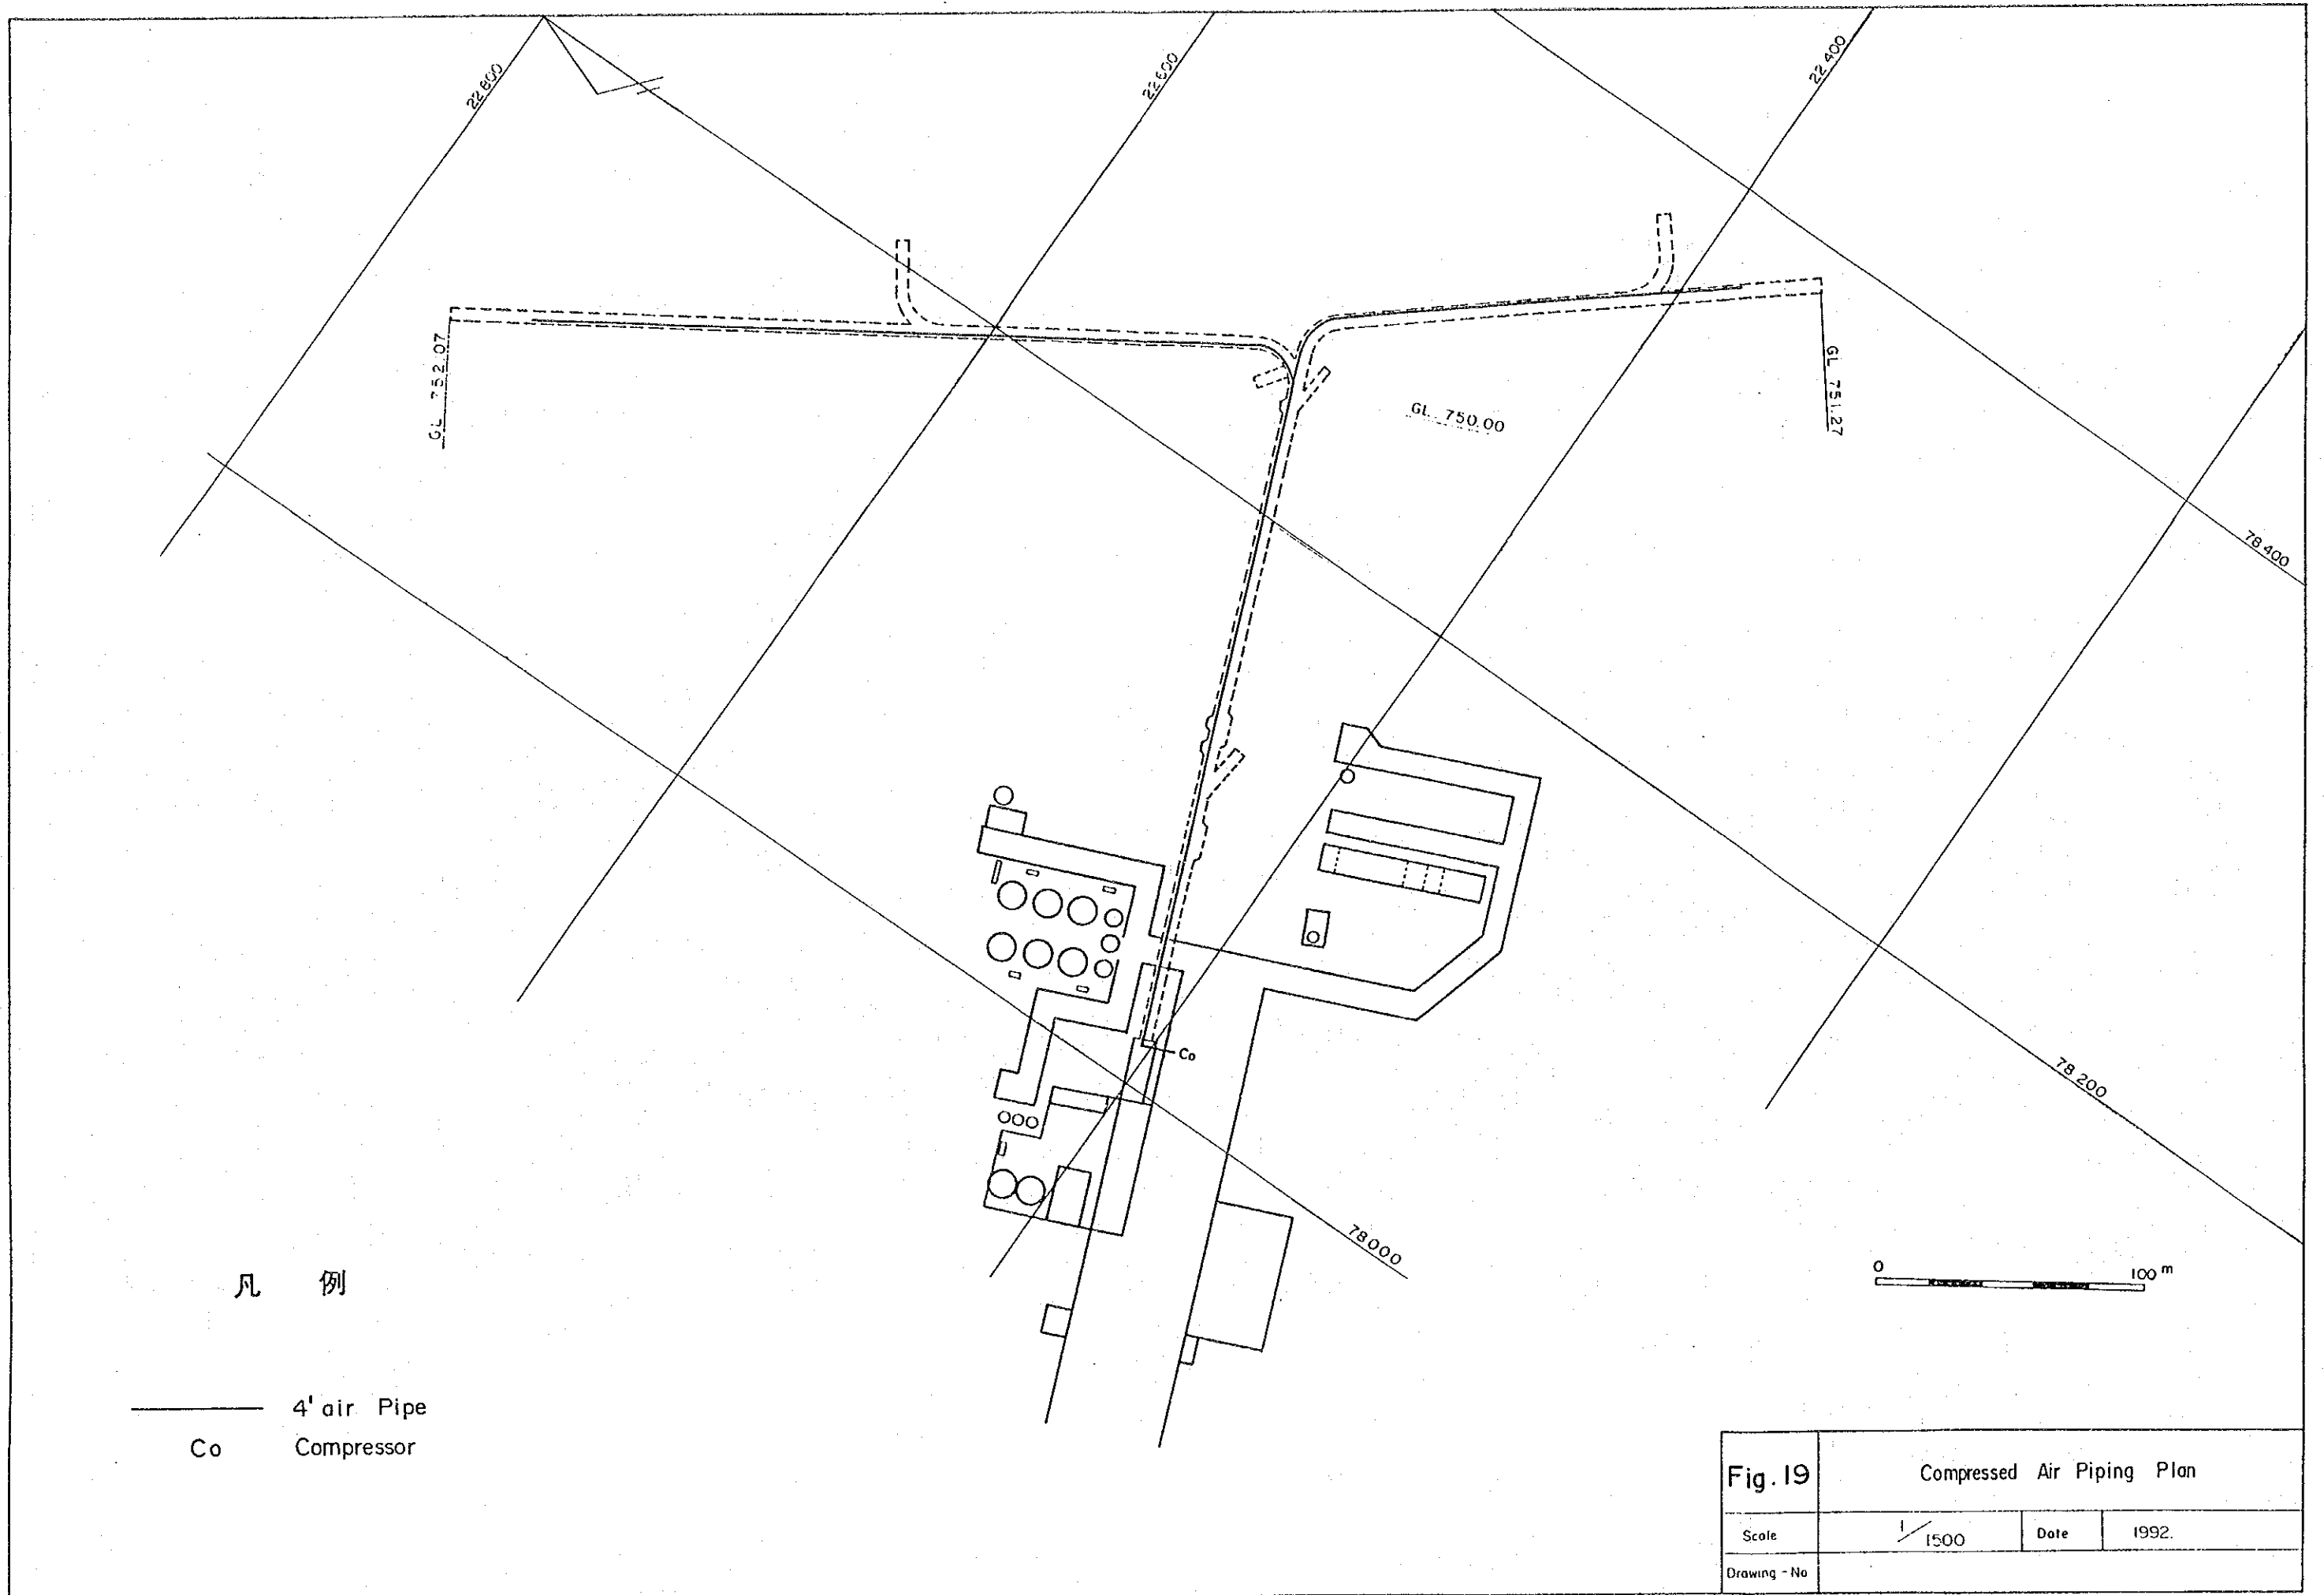 22 800
22 600
22 400
GL 752.07
GL 750.00
GL 751.27
78 400
78 200
78000
Co
0 100 m
凡 例
4' air Pipe
Co Compressor
Fig. 19 Compressed Air Piping Plan
Scale 1/1500 Date 1992.
Drawing - No